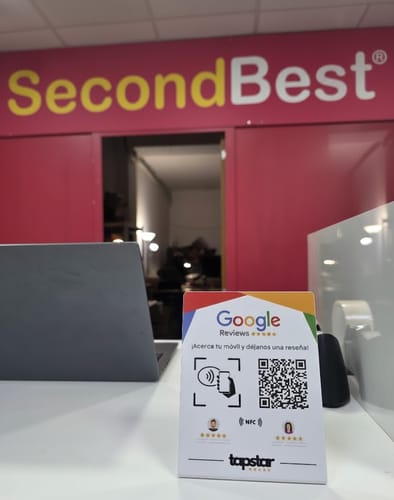 SecondBest®
Google
Reviews
¡Acerca tu móvil y déjanos una reseña!
NFC
tapstar